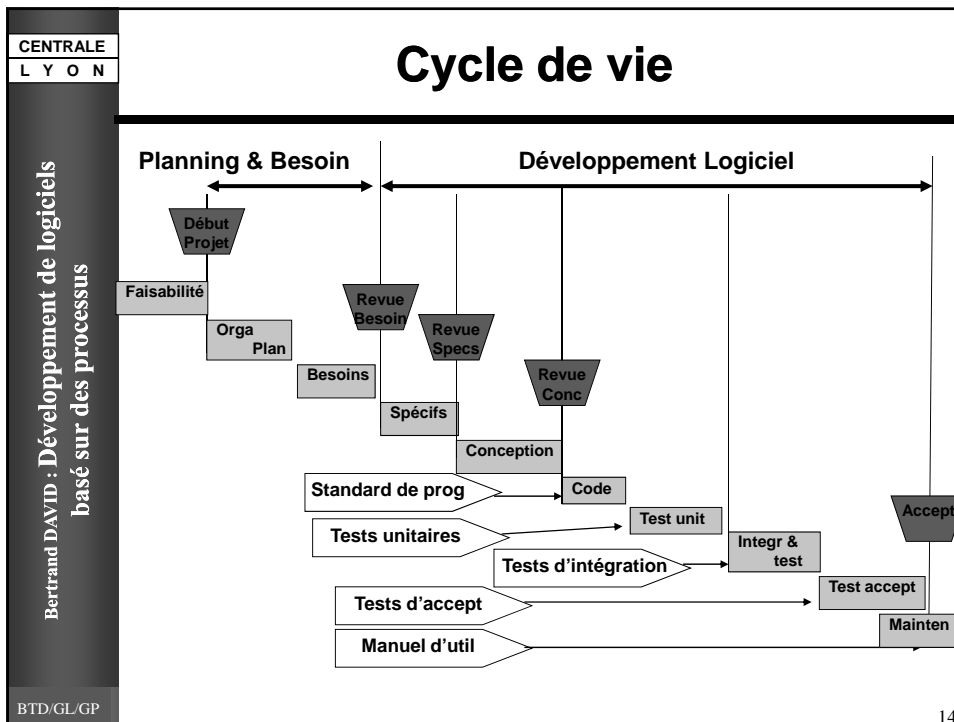 CENTRALE
L Y O N
Cycle de vie
Bertrand DAVID : Développement de logiciels
basé sur des processus
Planning & Besoin
Développement Logiciel
Début
Projet
Faisabilité
Revue
Besoin
Orga
Plan
Revue
Specs
Besoins
Revue
Conc
Spécifs
Conception
Standard de prog
Code
Tests unitaires
Test unit
Accept
Integr &
test
Tests d'intégration
Test accept
Tests d'accept
Mainten
Manuel d'util
BTD/GL/GP
14